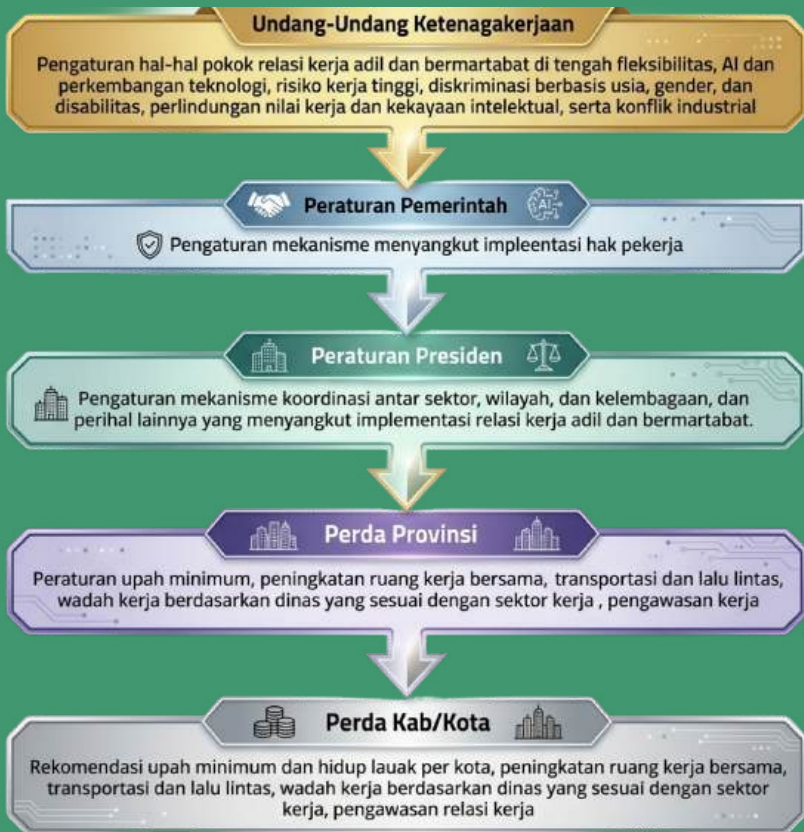 Undang-Undang Ketenagakerjaan
Pengaturan hal-hal pokok relasi kerja adil dan bermartabat di tengah fleksibilitas, AI dan
perkembangan teknologi, risiko kerja tinggi, diskriminasi berbasis usia, gender, dan
disabilitas, perlindungan nilai kerja dan kekayaan intelektual, serta konflik industrial
Peraturan Pemerintah
AI
Pengaturan mekanisme menyangkut impleentasi hak pekerja
Peraturan Presiden
Pengaturan mekanisme koordinasi antar sektor, wilayah, dan kelembagaan, dan
perihal lainnya yang menyangkut implementasi relasi kerja adil dan bermartabat.
Perda Provinsi
Peraturan upah minimum, peningkatan ruang kerja bersama, transportasi dan lalu lintas,
wadah kerja berdasarkan dinas yang sesuai dengan sektor kerja , pengawasan kerja
Perda Kab/Kota
Rekomendasi upah minimum dan hidup lauak per kota, peningkatan ruang kerja bersama,
transportasi dan lalu lintas, wadah kerja berdasarkan dinas yang sesuai dengan sektor
kerja, pengawasan relasi kerja